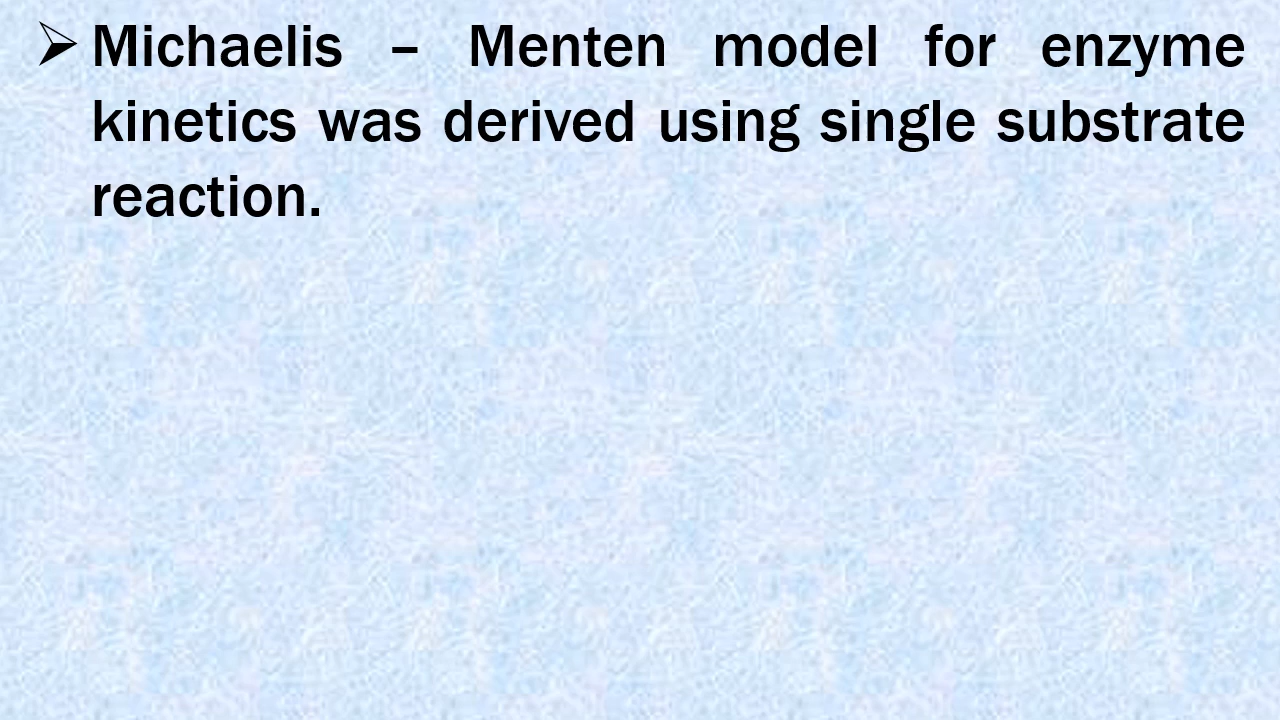 ➢ Michaelis – Menten model for enzyme
kinetics was derived using single substrate
reaction.